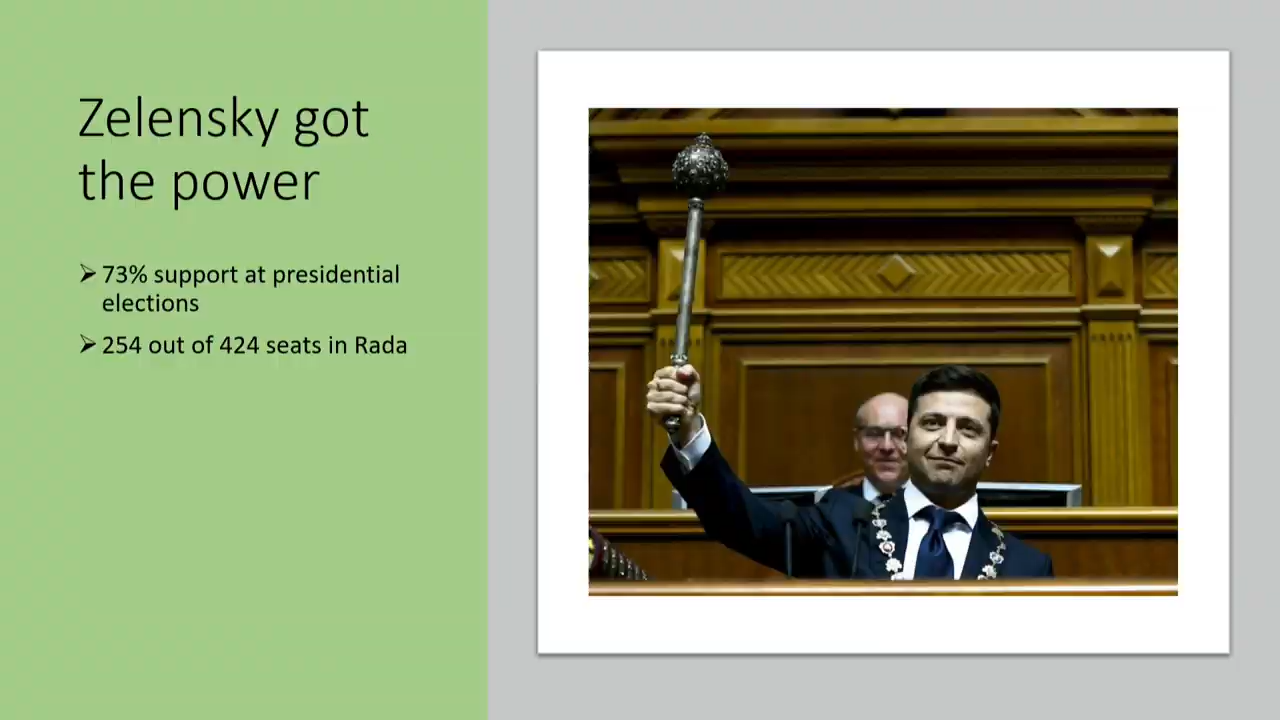 Zelensky got
the power
➢ 73% support at presidential
elections
➢ 254 out of 424 seats in Rada